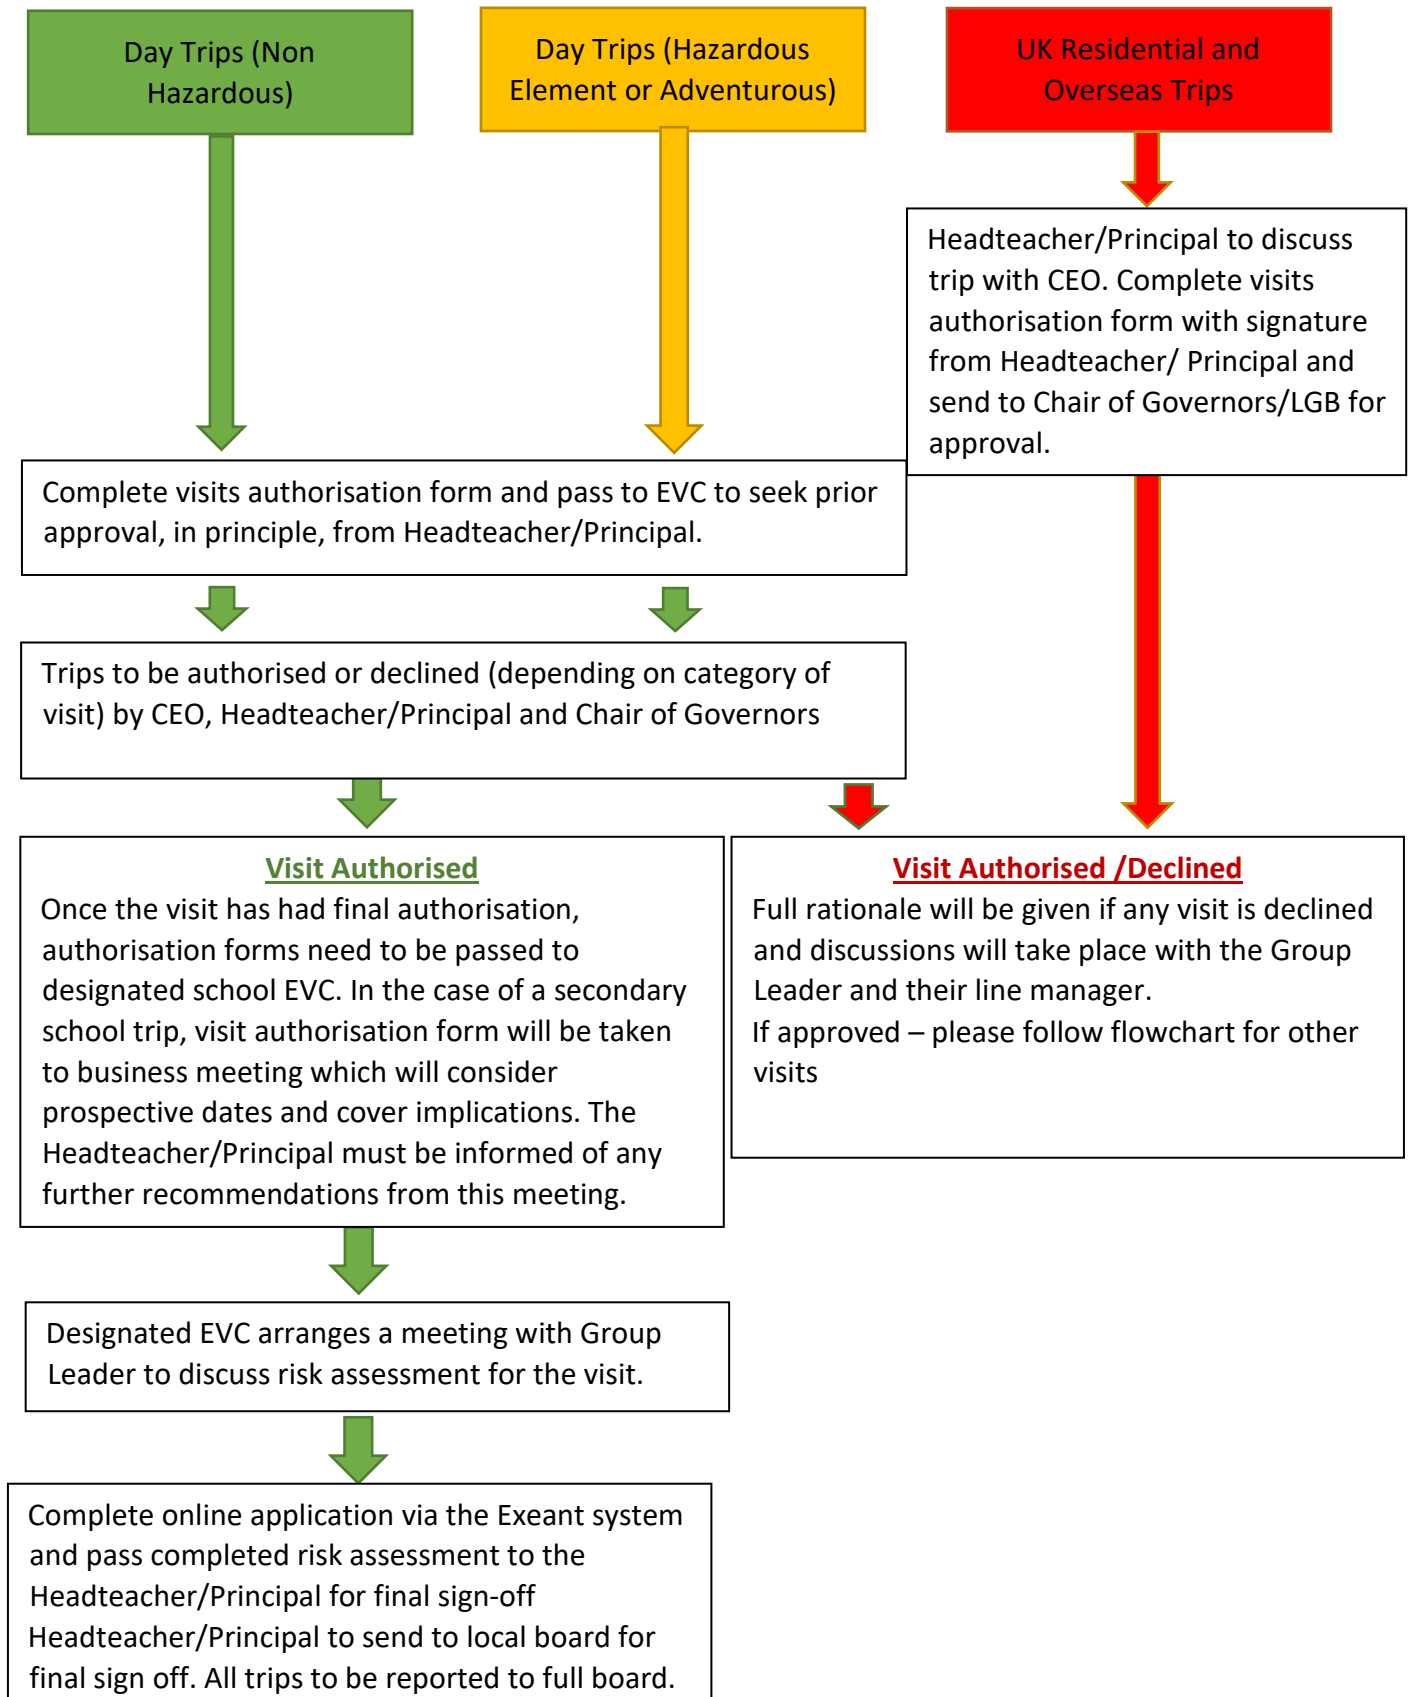 Day Trips (Non
Hazardous)
Day Trips (Hazardous
Element or Adventurous)
UK Residential and
Overseas Trips
Headteacher/Principal to discuss
trip with CEO. Complete visits
authorisation form with signature
from Headteacher/ Principal and
send to Chair of Governors/LGB for
approval.
Complete visits authorisation form and pass to EVC to seek prior
approval, in principle, from Headteacher/Principal.
Trips to be authorised or declined (depending on category of
visit) by CEO, Headteacher/Principal and Chair of Governors
Visit Authorised
Once the visit has had final authorisation,
authorisation forms need to be passed to
designated school EVC. In the case of a secondary
school trip, visit authorisation form will be taken
to business meeting which will consider
prospective dates and cover implications. The
Headteacher/Principal must be informed of any
further recommendations from this meeting.
Visit Authorised /Declined
Full rationale will be given if any visit is declined
and discussions will take place with the Group
Leader and their line manager.
If approved – please follow flowchart for other
visits
Designated EVC arranges a meeting with Group
Leader to discuss risk assessment for the visit.
Complete online application via the Exeant system
and pass completed risk assessment to the
Headteacher/Principal for final sign-off
Headteacher/Principal to send to local board for
final sign off. All trips to be reported to full board.